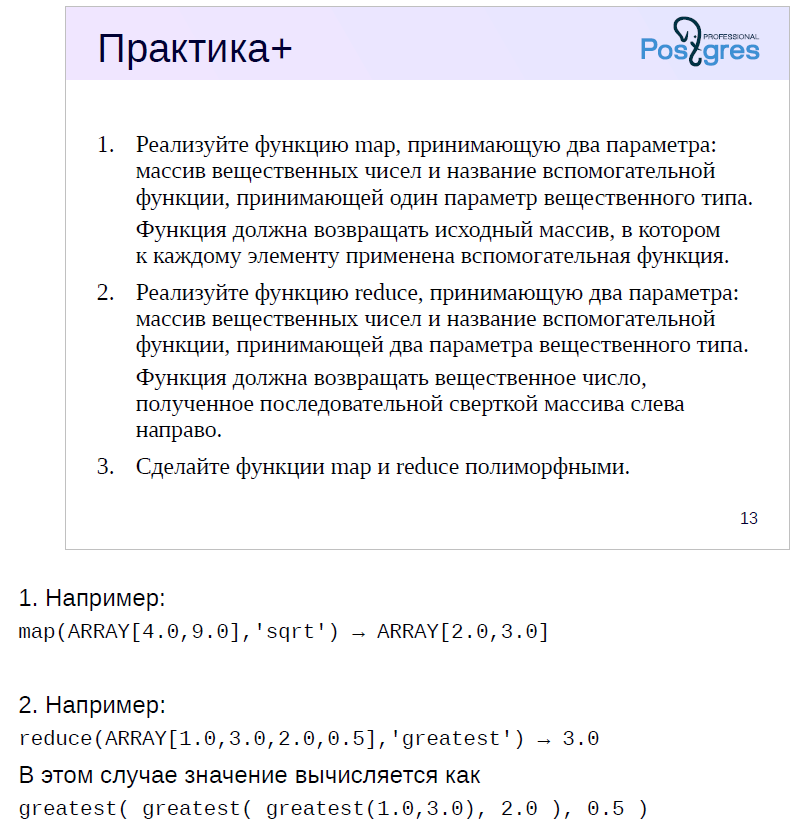 Практика+
PROFESSIONAL
Postgres
1. Реализуйте функцию map, принимающую два параметра:
массив вещественных чисел и название вспомогательной
функции, принимающей один параметр вещественного типа.
Функция должна возвращать исходный массив, в котором
к каждому элементу применена вспомогательная функция.
2. Реализуйте функцию reduce, принимающую два параметра:
массив вещественных чисел и название вспомогательной
функции, принимающей два параметра вещественного типа.
Функция должна возвращать вещественное число,
полученное последовательной сверткой массива слева
направо.
3. Сделайте функции map и reduce полиморфными.
13
1. Например:
map(ARRAY[4.0,9.0],'sqrt') → ARRAY[2.0,3.0]
2. Например:
reduce(ARRAY[1.0,3.0,2.0,0.5],'greatest') → 3.0
В этом случае значение вычисляется как
greatest( greatest( greatest(1.0,3.0), 2.0 ), 0.5 )